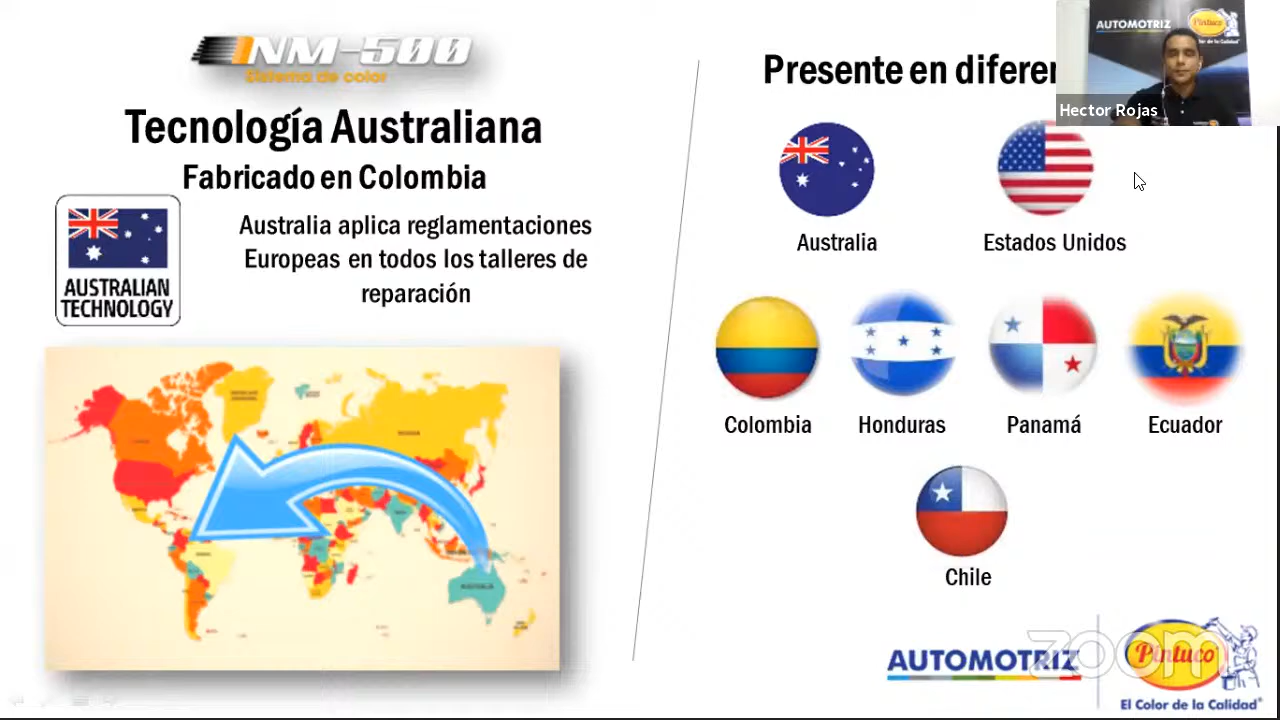 NM-500
Sistema de color
Tecnología Australiana
Fabricado en Colombia
AUSTRALIAN
TECHNOLOGY
Australia aplica reglamentaciones
Europeas en todos los talleres de
reparación
AUSTRALIA
Presente en
AUTOMOTRIZ
Pintuco
Color de la Calidad
Hector Rojas
Australia
Estados Unidos
Colombia
Honduras
Panamá
Ecuador
Chile
zoom
AUTOMOTRIZ
Pintuco
El Color de la Calidad®